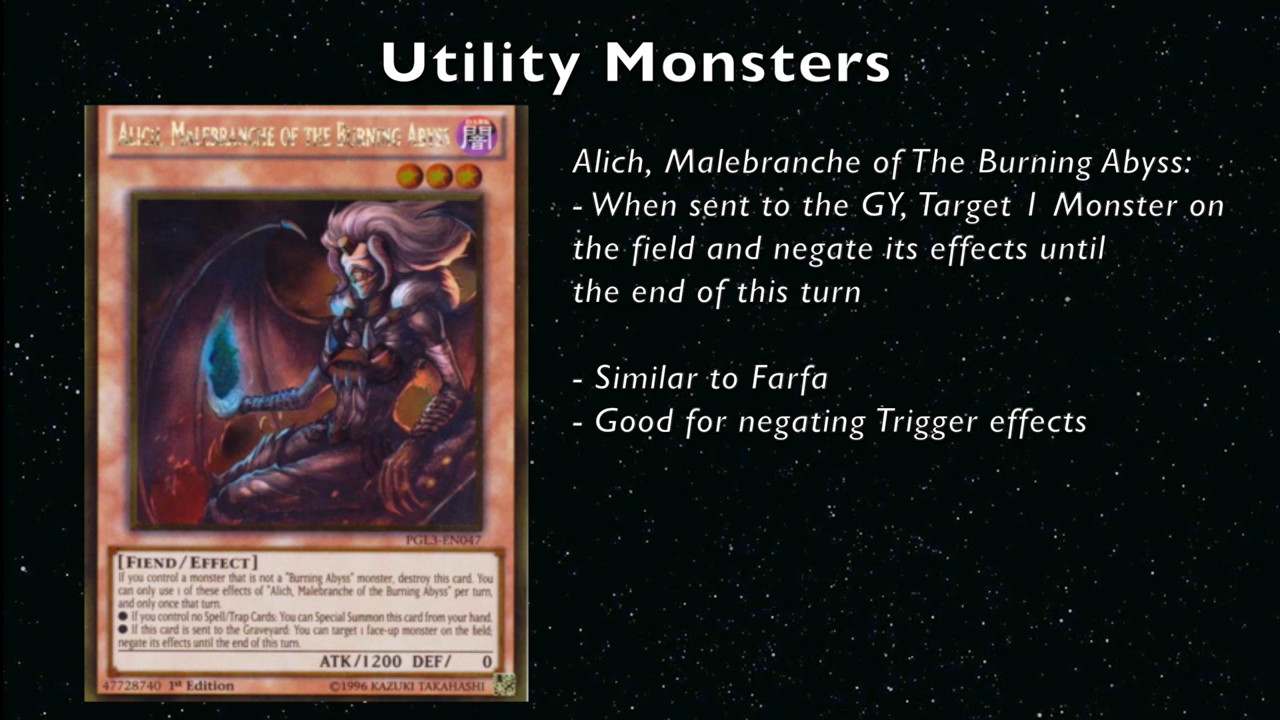 Utility Monsters
ALICH, MALEBRANCHE OF THE BURNING ABYSS
DARK
闇
Alich, Malebranche of The Burning Abyss:
- When sent to the GY, Target 1 Monster on
the field and negate its effects until
the end of this turn
- Similar to Farfa
- Good for negating Trigger effects
PGL3-EN047
[FIEND/EFFECT]
If you control a monster that is not a "Burning Abyss" monster, destroy this card. You
can only use 1 of these effects of "Alich, Malebranche of the Burning Abyss" per turn,
and only once that turn.
● If you control no Spell/Trap Cards: You can Special Summon this card from your hand.
● If this card is sent to the Graveyard: You can target 1 face-up monster on the field;
negate its effects until the end of this turn.
ATK/1200 DEF/ 0
47728740 1st Edition ©1996 KAZUKI TAKAHASHI